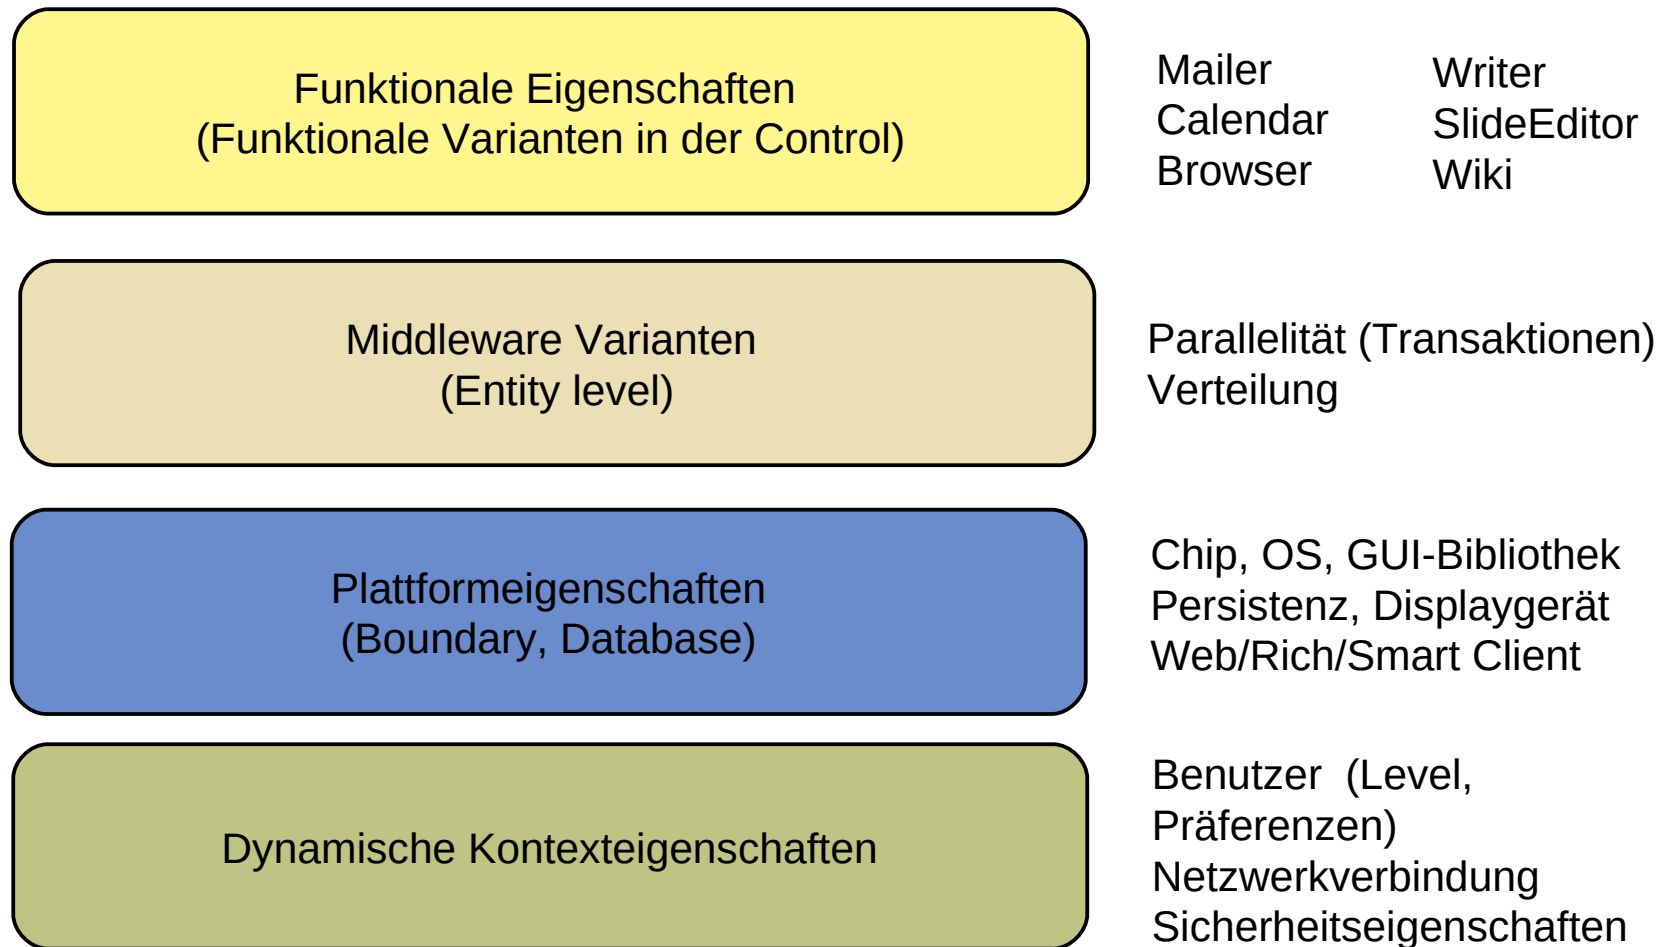 Funktionale Eigenschaften
(Funktionale Varianten in der Control)
Mailer
Calendar
Browser
Writer
SlideEditor
Wiki
Middleware Varianten
(Entity level)
Parallelität (Transaktionen)
Verteilung
Plattformeigenschaften
(Boundary, Database)
Chip, OS, GUI-Bibliothek
Persistenz, Displaygerät
Web/Rich/Smart Client
Dynamische Kontexteigenschaften
Benutzer (Level,
Präferenzen)
Netzwerkverbindung
Sicherheitseigenschaften